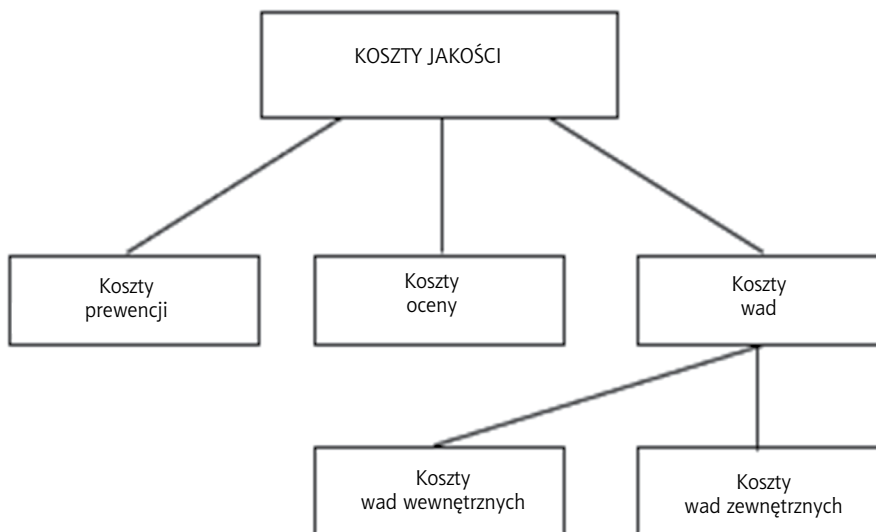 KOSZTY JAKOŚCI
Koszty
prewencji
Koszty
oceny
Koszty
wad
Koszty
wad wewnętrznych
Koszty
wad zewnętrznych